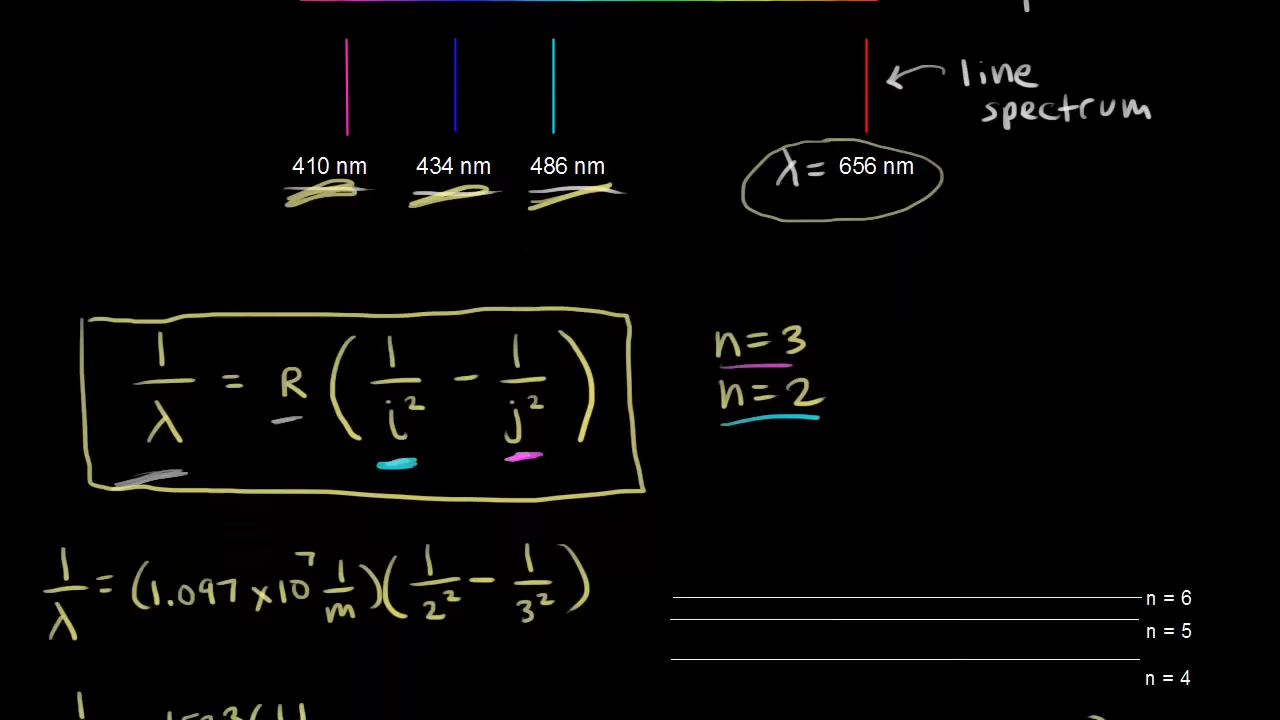 line
spectrum
410 nm 434 nm 486 nm λ = 656 nm
1/λ = R (1/i² - 1/j²)
n = 3
n = 2
1/λ = (1.097 x 10⁷ 1/m)(1/2² - 1/3²)
n = 6
n = 5
n = 4